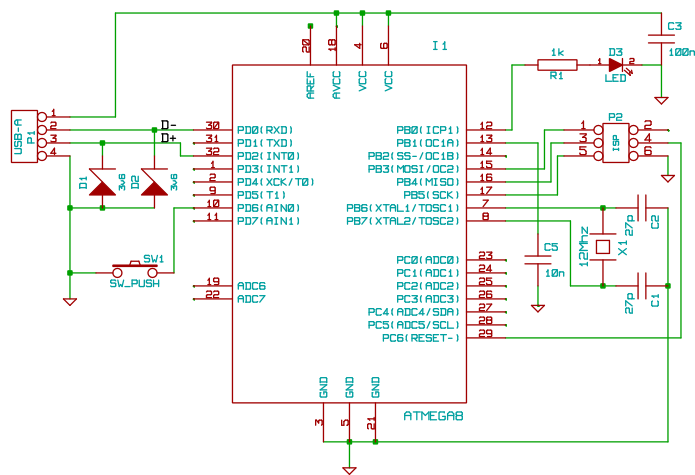 I1
ATMEGA8
20 AREF
18 AVCC
4 VCC
6 VCC
C3
100n
1k
R1
D3
1 2
LED
USB-A
P1
1
2
3
4
D-
D+
D1
3v6
D2
3v6
SW1
SW_PUSH
30 PD0(RXD)
31 PD1(TXD)
32 PD2(INT0)
1 PD3(INT1)
2 PD4(XCK/T0)
9 PD5(T1)
10 PD6(AIN0)
11 PD7(AIN1)
19 ADC6
22 ADC7
PB0(ICP1) 12
PB1(OC1A) 13
PB2(SS-/OC1B) 14
PB3(MOSI/OC2) 15
PB4(MISO) 16
PB5(SCK) 17
PB6(XTAL1/TOSC1) 7
PB7(XTAL2/TOSC2) 8
PC0(ADC0) 23
PC1(ADC1) 24
PC2(ADC2) 25
PC3(ADC3) 26
PC4(ADC4/SDA) 27
PC5(ADC5/SCL) 28
PC6(RESET-) 29
P2
ISP
1 2
3 4
5 6
C5
10n
12Mhz
X1
27p
C2
27p
C1
GND 3
GND 5
GND 21